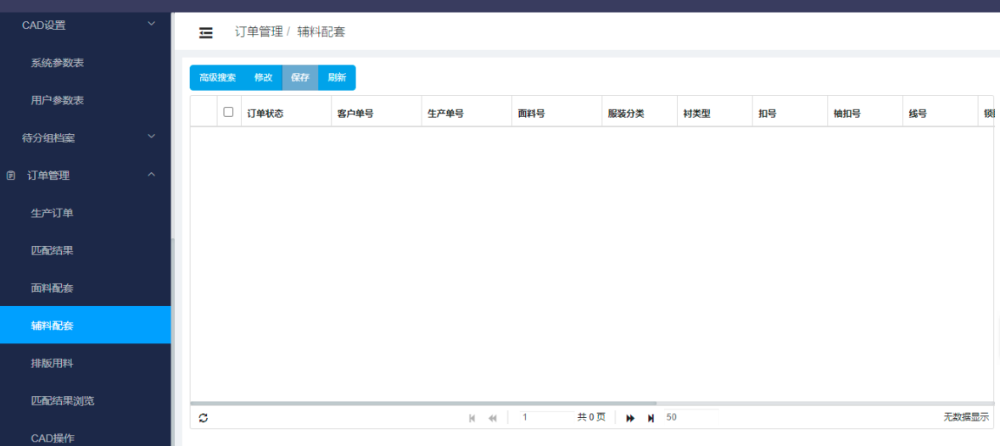 CAD设置
系统参数表
用户参数表
待分组档案
订单管理
生产订单
匹配结果
面料配套
辅料配套
排版用料
匹配结果浏览
CAD操作
订单管理 / 辅料配套
高级搜索 修改 保存 刷新
订单状态 客户单号 生产单号 面料号 服装分类 衬类型 扣号 袖扣号 线号
1 共 0 页 50 无数据显示